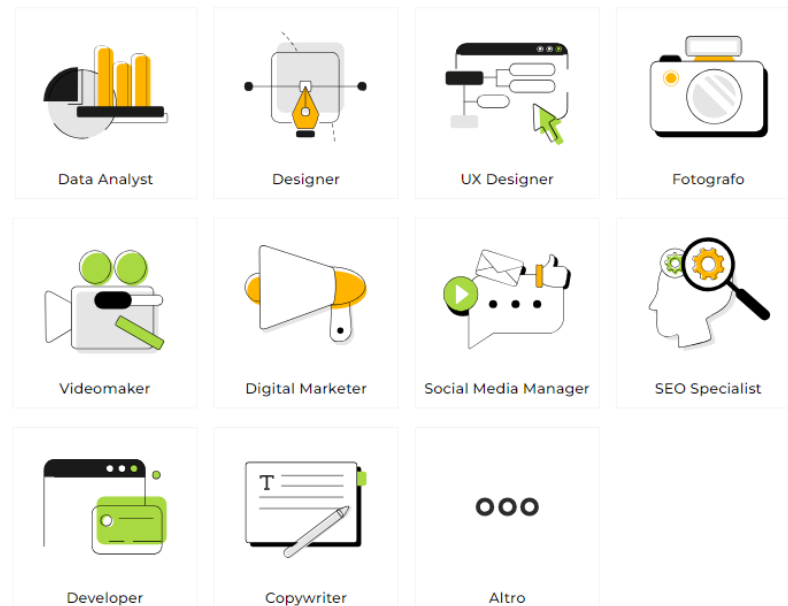 Data Analyst
Designer
UX Designer
Fotografo
Videomaker
Digital Marketer
Social Media Manager
SEO Specialist
T
Developer
Copywriter
Altro